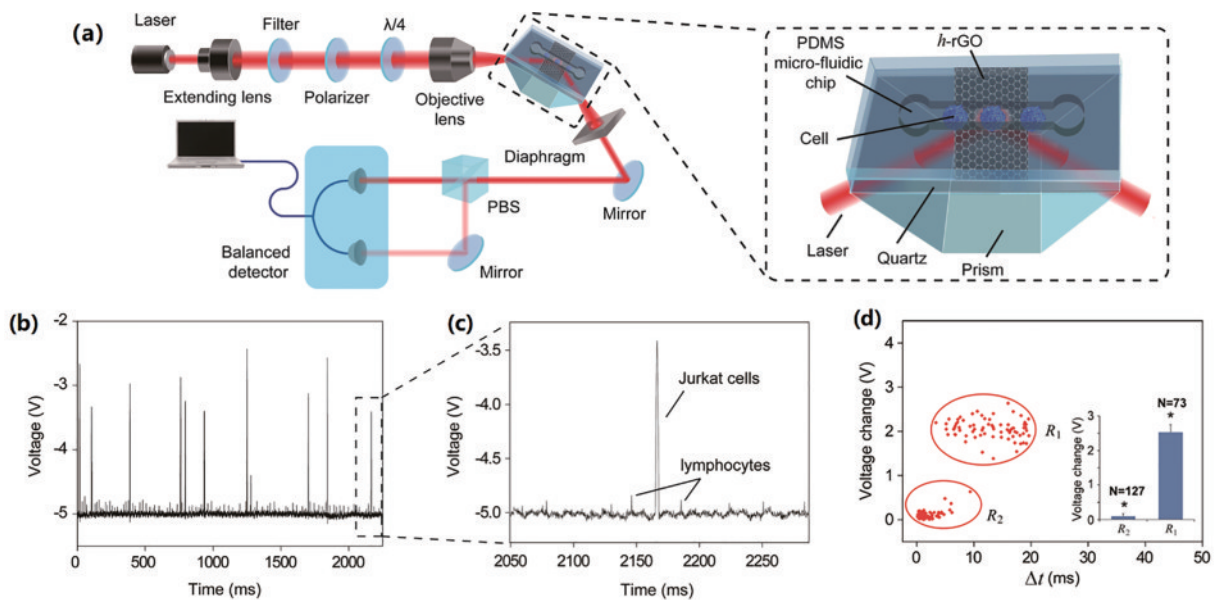 (a)
Laser
Filter
λ/4
Extending lens
Polarizer
Objective
lens
Diaphragm
PBS
Mirror
Balanced
detector
Mirror
PDMS
micro-fluidic
chip
h-rGO
Cell
Laser
Quartz
Prism
(b)
-2
-3
-4
-5
Voltage (V)
0 500 1000 1500 2000
Time (ms)
(c)
-3.5
-4.0
-4.5
-5.0
Voltage (V)
Jurkat cells
lymphocytes
2050 2100 2150 2200 2250
Time (ms)
(d)
4
3
2
1
0
Voltage change (V)
R1
R2
0 10 20 30 40 50
Δt (ms)
3
2
1
0
Voltage change (V)
N=73
*
N=127
*
R2 R1